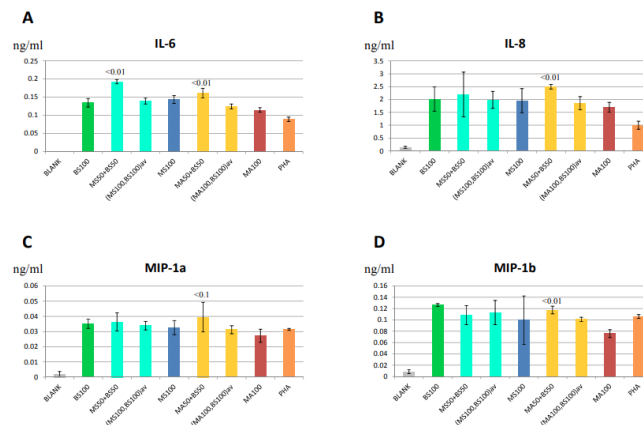 A
IL-6
ng/ml
0.25
0.2
0.15
0.1
0.05
0
<0.01
<0.01
BLANK
BS100
MS50+BS50
(MS100,BS100)av
MS100
MA50+BS50
(MA100,BS100)av
MA100
PHA
B
IL-8
ng/ml
3.5
3
2.5
2
1.5
1
0.5
0
<0.01
BLANK
BS100
MS50+BS50
(MS100,BS100)av
MS100
MA50+BS50
(MA100,BS100)av
MA100
PHA
C
MIP-1a
ng/ml
0.06
0.05
0.04
0.03
0.02
0.01
0
<0.1
BLANK
BS100
MS50+BS50
(MS100,BS100)av
MS100
MA50+BS50
(MA100,BS100)av
MA100
PHA
D
MIP-1b
ng/ml
0.16
0.14
0.12
0.1
0.08
0.06
0.04
0.02
0
<0.01
BLANK
BS100
MS50+BS50
(MS100,BS100)av
MS100
MA50+BS50
(MA100,BS100)av
MA100
PHA